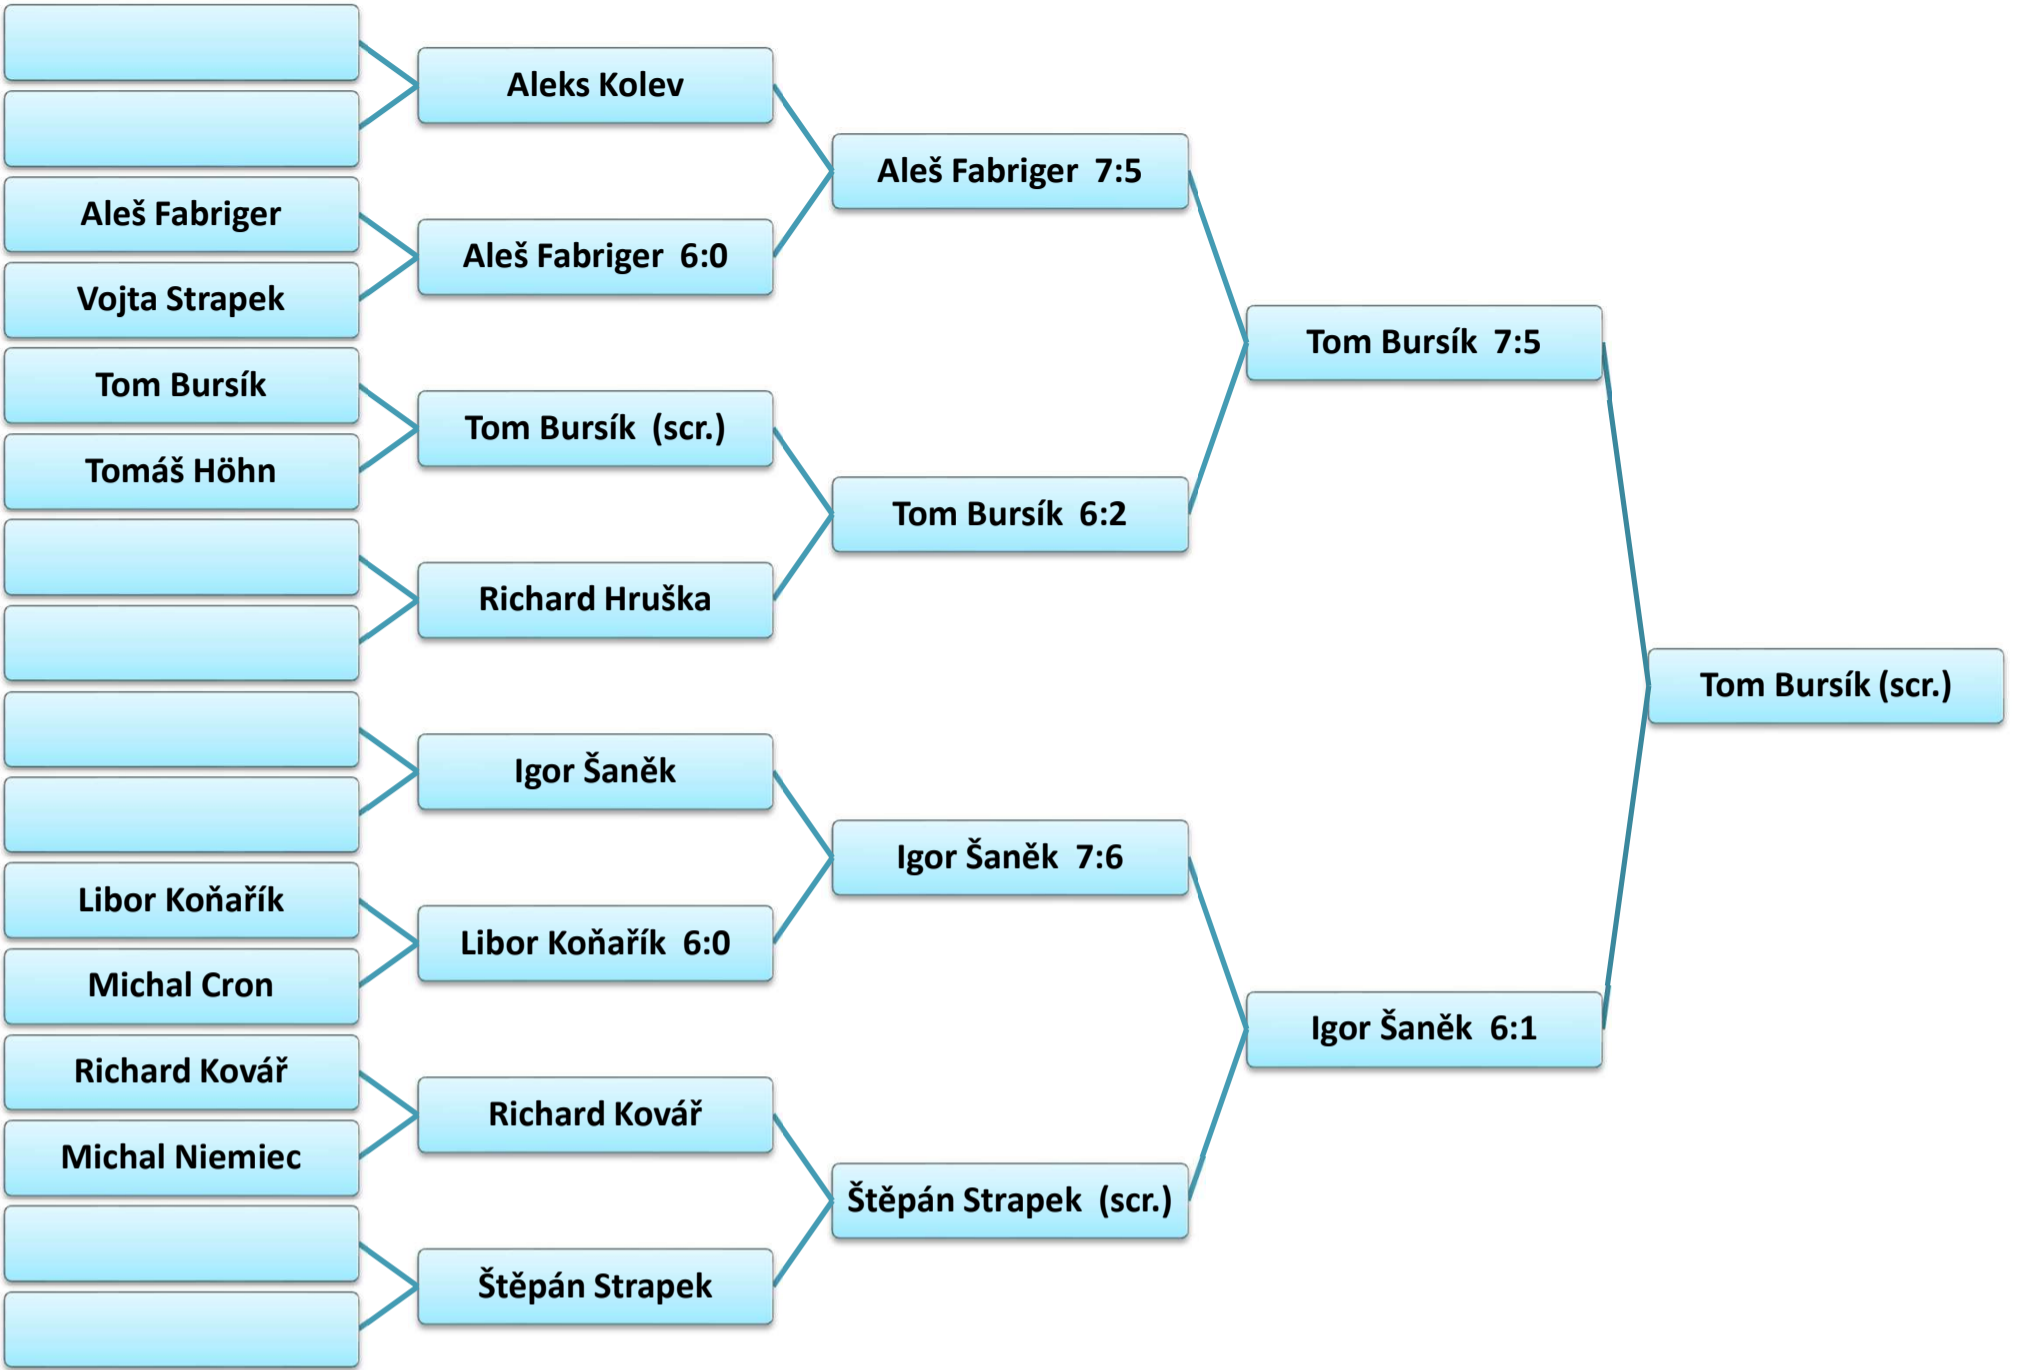 Aleš Fabriger
Vojta Strapek
Tom Bursík
Tomáš Höhn
Libor Koňařík
Michal Cron
Richard Kovář
Michal Niemiec
Aleks Kolev
Aleš Fabriger 6:0
Tom Bursík (scr.)
Richard Hruška
Igor Šaněk
Libor Koňařík 6:0
Richard Kovář
Štěpán Strapek
Aleš Fabriger 7:5
Tom Bursík 6:2
Igor Šaněk 7:6
Štěpán Strapek (scr.)
Tom Bursík 7:5
Igor Šaněk 6:1
Tom Bursík (scr.)